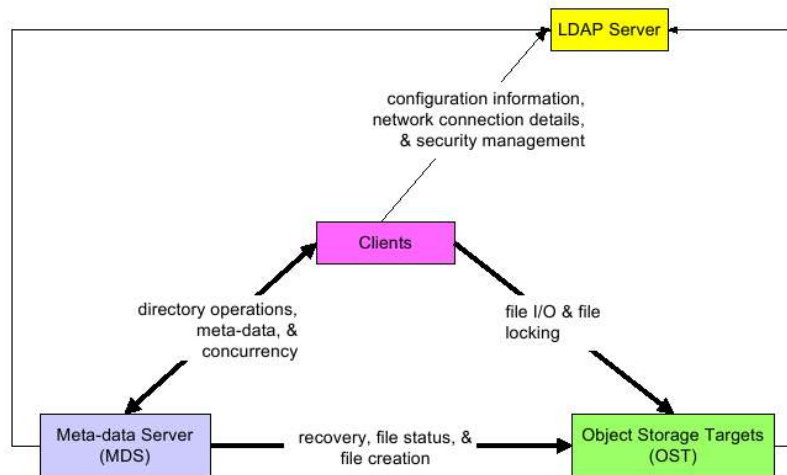 LDAP Server
configuration information,
network connection details,
& security management
Clients
directory operations,
meta-data, &
concurrency
file I/O & file
locking
Meta-data Server
(MDS)
recovery, file status, &
file creation
Object Storage Targets
(OST)